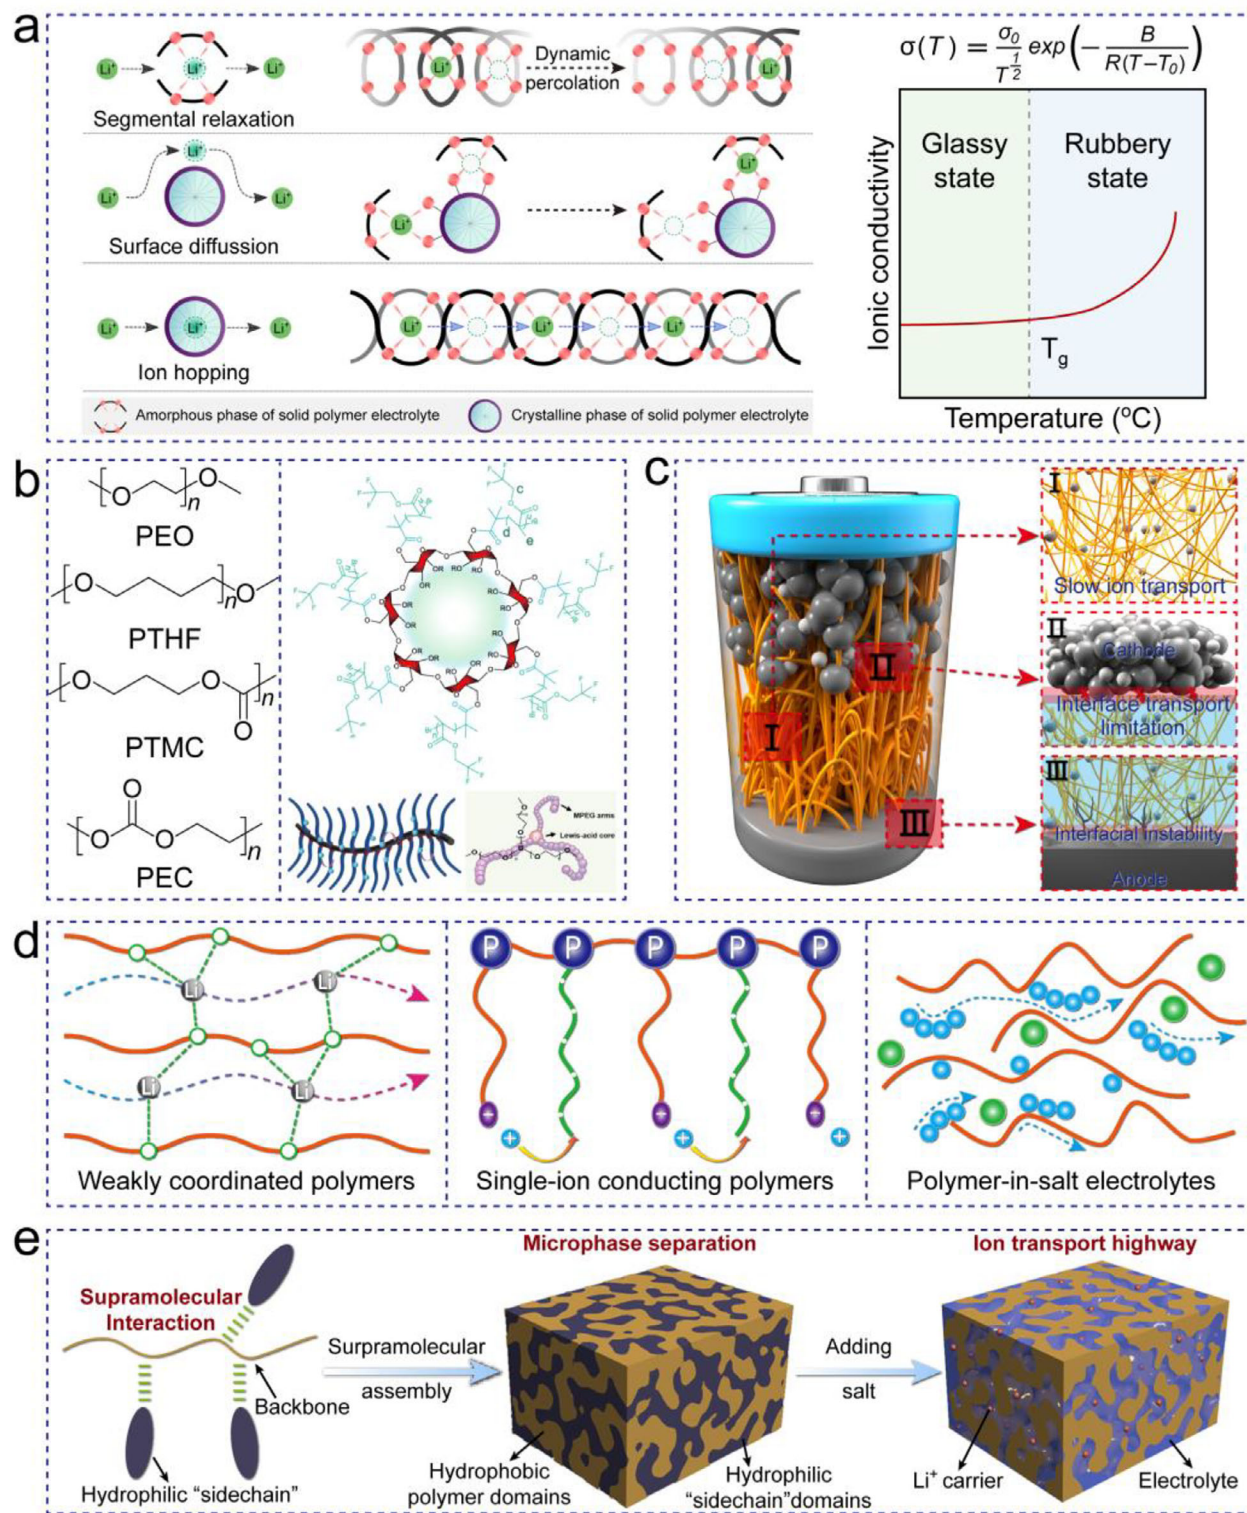 a
Li⁺
Li⁺
Li⁺
Segmental relaxation
Li⁺
Dynamic
percolation
Li⁺
σ(T) = σ₀/T^{1/2} exp(−B/R(T−T₀))
Li⁺
Li⁺
Li⁺
Surface diffussion
Li⁺
Li⁺
Li⁺
Li⁺
Li⁺
Ion hopping
Li⁺
Li⁺
Li⁺
Amorphous phase of solid polymer electrolyte
Crystalline phase of solid polymer electrolyte
Ionic conductivity
Glassy
state
Rubbery
state
Tg
Temperature (ºC)
b
O
n
O
PEO
O
n
O
PTHF
O
O
O
n
PTMC
O
O
O
n
PEC
c
d
e
MPEG arms
Lewis-acid core
c
I
II
III
I
Slow ion transport
II
Cathode
Interface transport
limitation
III
Interfacial instability
Anode
d
Li
Li
Li
Li
Weakly coordinated polymers
P
P
P
P
P
−
+
−
+
−
+
Single-ion conducting polymers
Polymer-in-salt electrolytes
e
Supramolecular
Interaction
Backbone
Hydrophilic “sidechain”
Surpramolecular
assembly
Microphase separation
Hydrophobic
polymer domains
Hydrophilic
“sidechain”domains
Adding
salt
Ion transport highway
Li⁺ carrier
Electrolyte